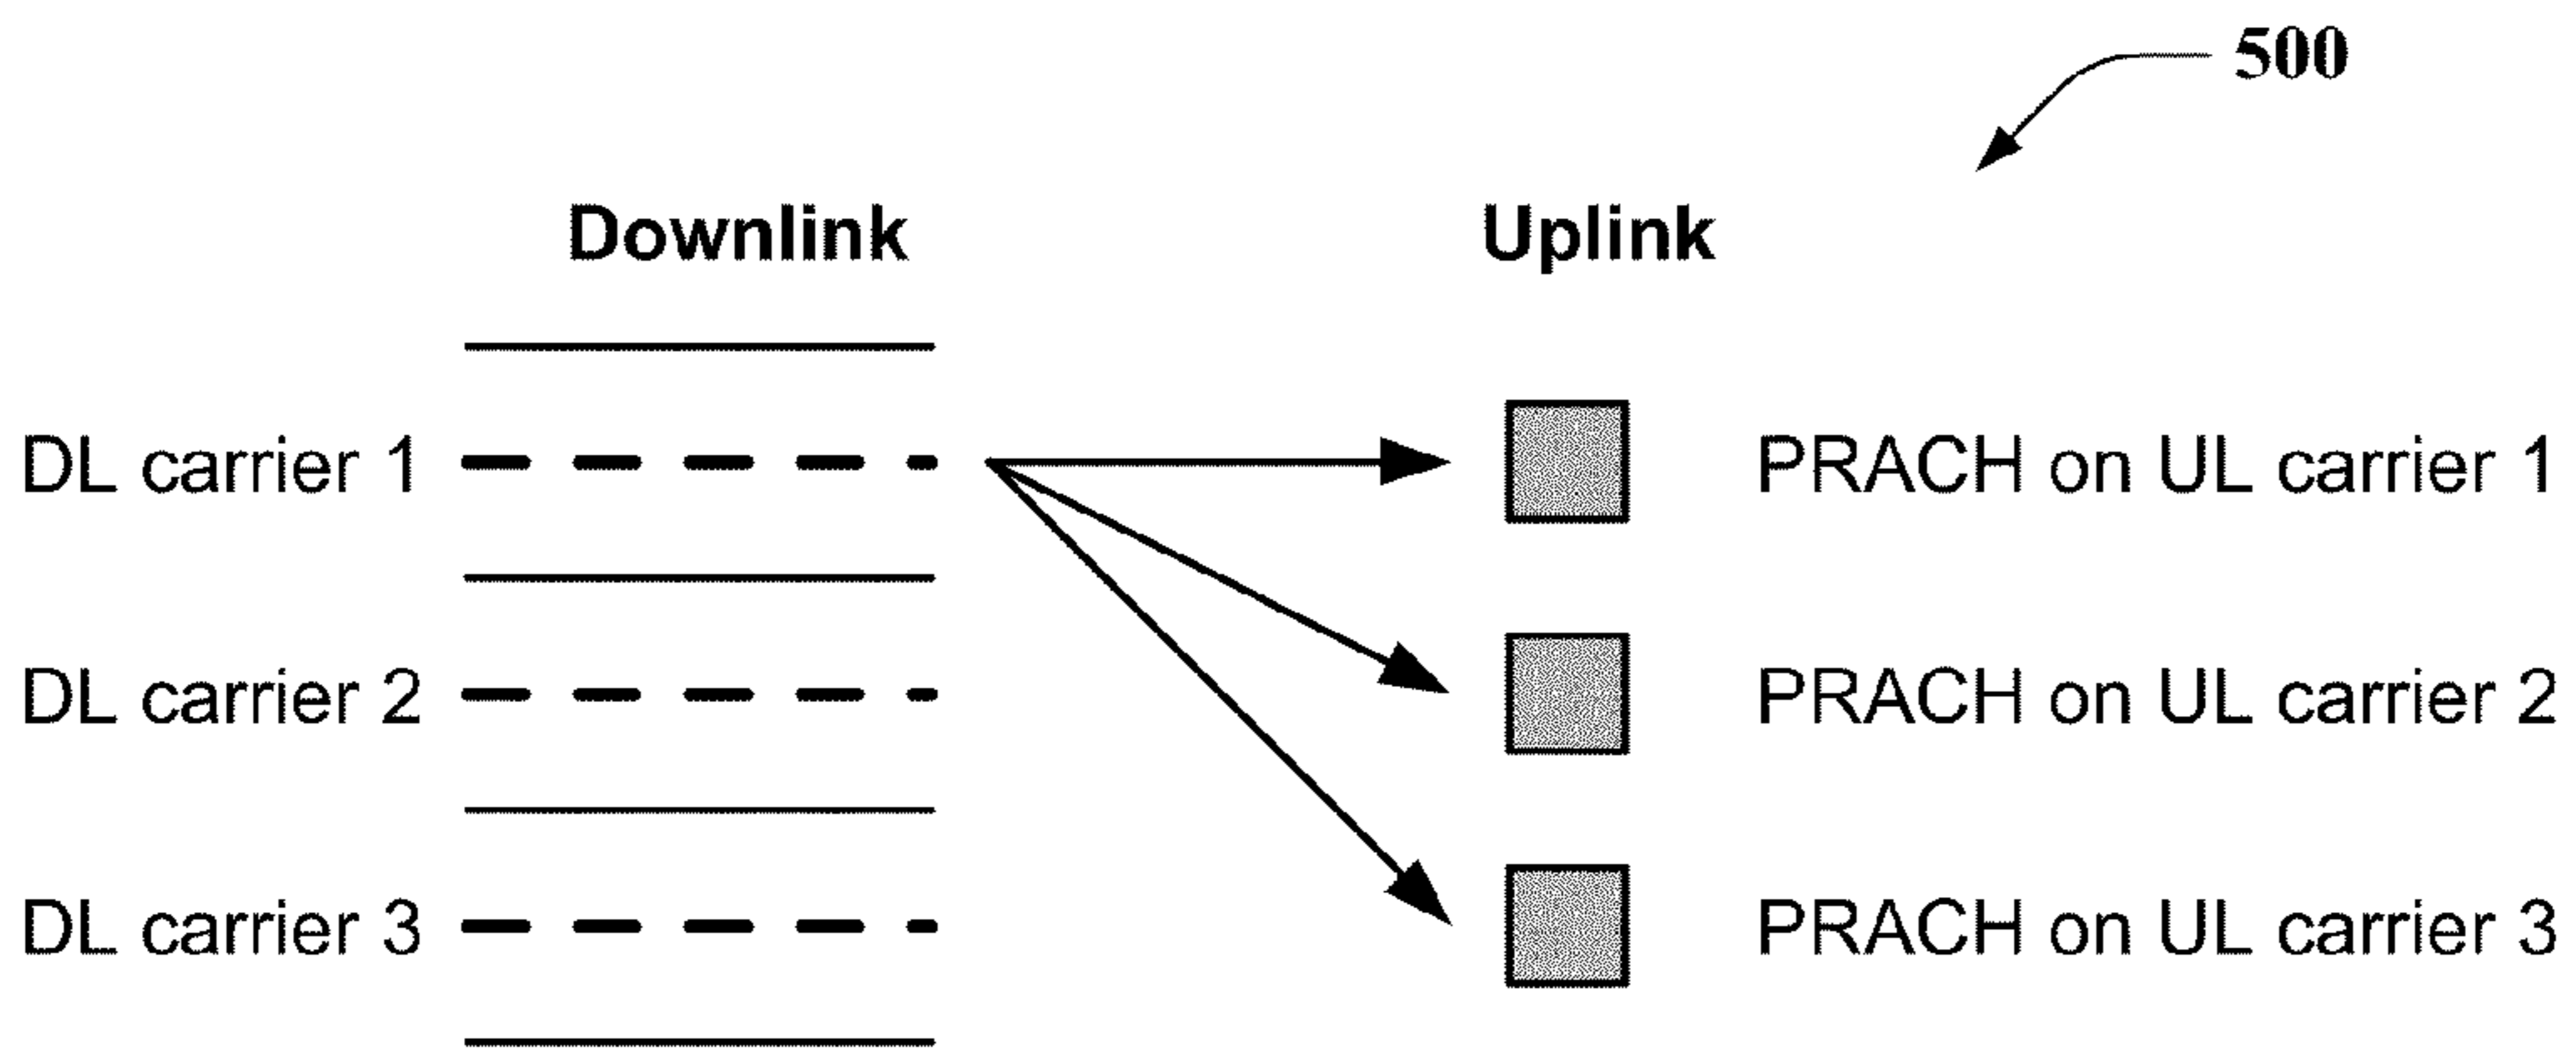 500
Downlink Uplink
DL carrier 1 PRACH on UL carrier 1
DL carrier 2 PRACH on UL carrier 2
DL carrier 3 PRACH on UL carrier 3